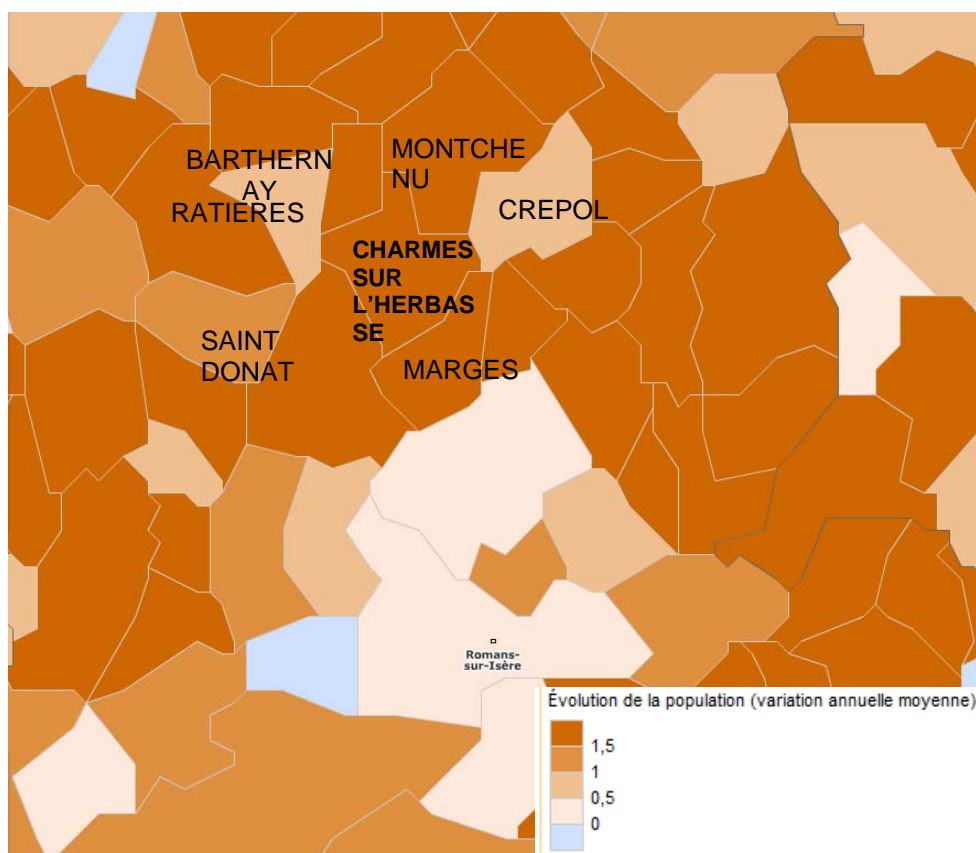 BARTHERN
AY
RATIERES
MONTCHE
NU
CREPOL
CHARMES
SUR
L'HERBAS
SE
SAINT
DONAT
MARGES
Romans-
sur-Isère
Évolution de la population (variation annuelle moyenne)
1,5
1
0,5
0